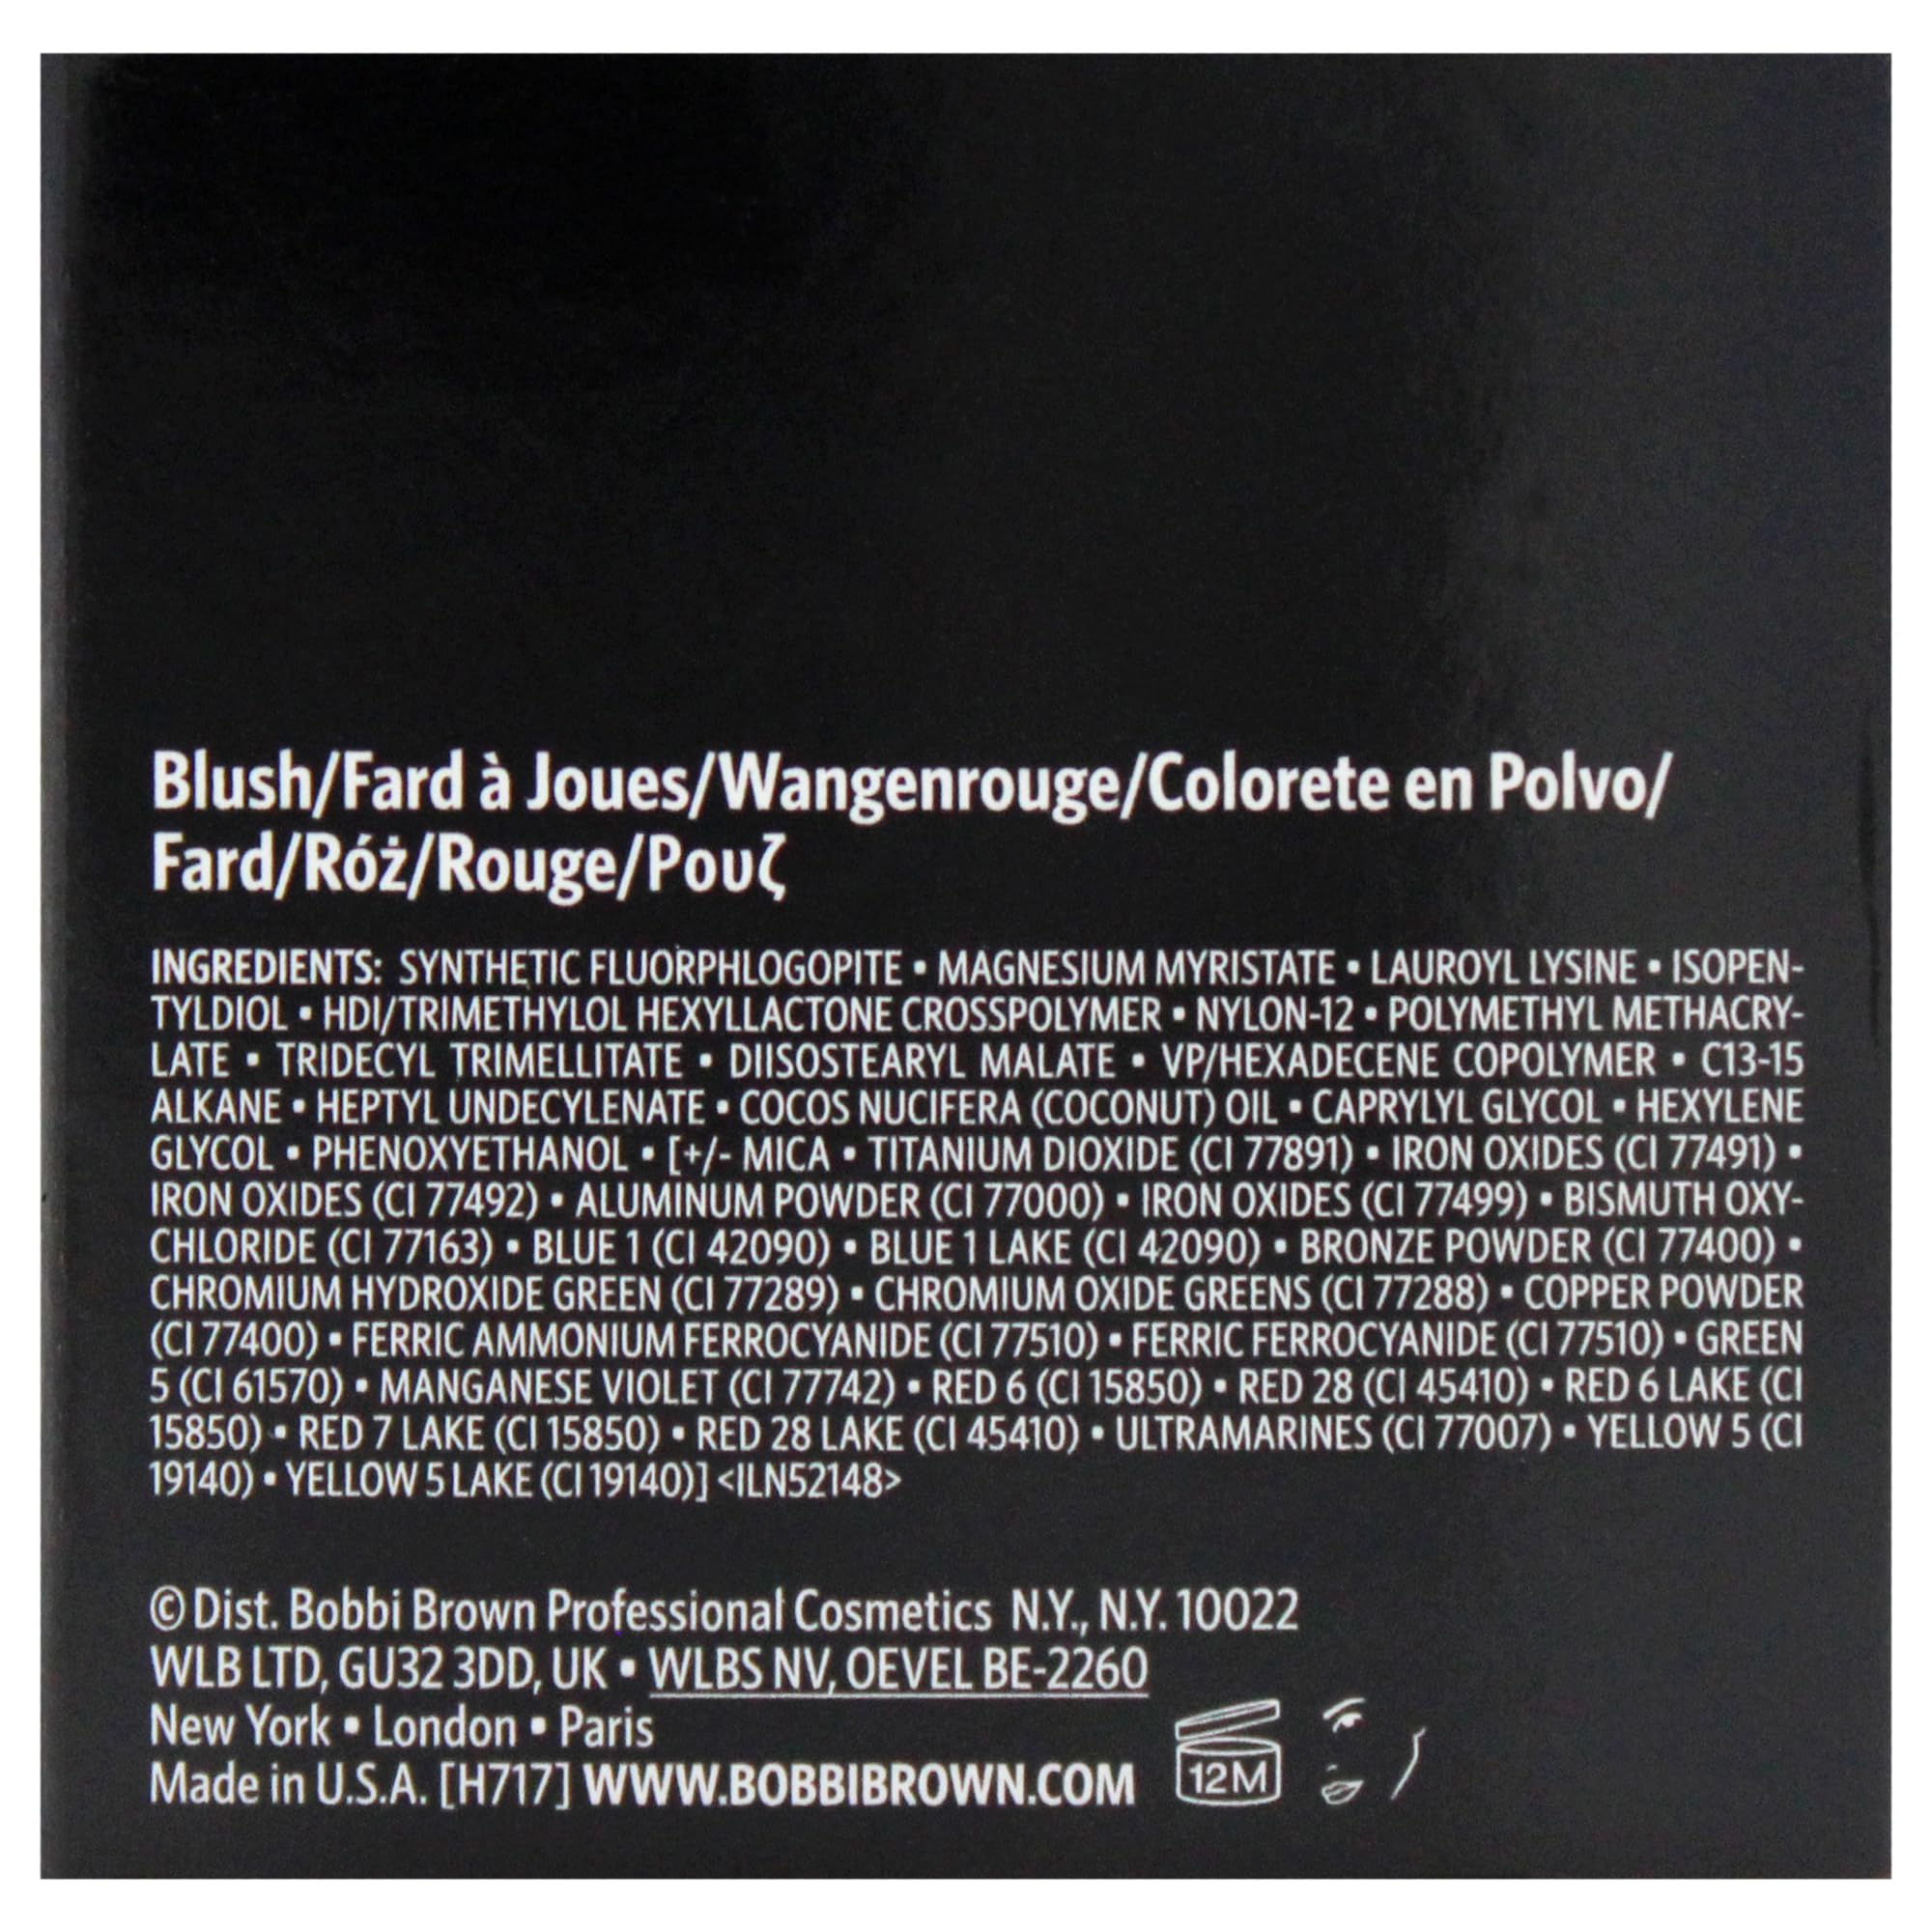 Blush/Fard à Joues/Wangenrouge/Colorete en Polvo/
Fard/Róż/Rouge/Ρουζ
INGREDIENTS: SYNTHETIC FLUORPHLOGOPITE • MAGNESIUM MYRISTATE • LAUROYL LYSINE • ISOPEN-
TYLDIOL • HDI/TRIMETHYLOL HEXYLLACTONE CROSSPOLYMER • NYLON-12 • POLYMETHYL METHACRY-
LATE • TRIDECYL TRIMELLITATE • DIISOSTEARYL MALATE • VP/HEXADECENE COPOLYMER • C13-15
ALKANE • HEPTYL UNDECYLENATE • COCOS NUCIFERA (COCONUT) OIL • CAPRYLYL GLYCOL • HEXYLENE
GLYCOL • PHENOXYETHANOL • [+/- MICA • TITANIUM DIOXIDE (CI 77891) • IRON OXIDES (CI 77491) •
IRON OXIDES (CI 77492) • ALUMINUM POWDER (CI 77000) • IRON OXIDES (CI 77499) • BISMUTH OXY-
CHLORIDE (CI 77163) • BLUE 1 (CI 42090) • BLUE 1 LAKE (CI 42090) • BRONZE POWDER (CI 77400) •
CHROMIUM HYDROXIDE GREEN (CI 77289) • CHROMIUM OXIDE GREENS (CI 77288) • COPPER POWDER
(CI 77400) • FERRIC AMMONIUM FERROCYANIDE (CI 77510) • FERRIC FERROCYANIDE (CI 77510) • GREEN
5 (CI 61570) • MANGANESE VIOLET (CI 77742) • RED 6 (CI 15850) • RED 28 (CI 45410) • RED 6 LAKE (CI
15850) • RED 7 LAKE (CI 15850) • RED 28 LAKE (CI 45410) • ULTRAMARINES (CI 77007) • YELLOW 5 (CI
19140) • YELLOW 5 LAKE (CI 19140)] <ILN52148>
© Dist. Bobbi Brown Professional Cosmetics N.Y., N.Y. 10022
WLB LTD, GU32 3DD, UK • WLBS NV, OEVEL BE-2260
New York • London • Paris
Made in U.S.A. [H717] WWW.BOBBIBROWN.COM
12M